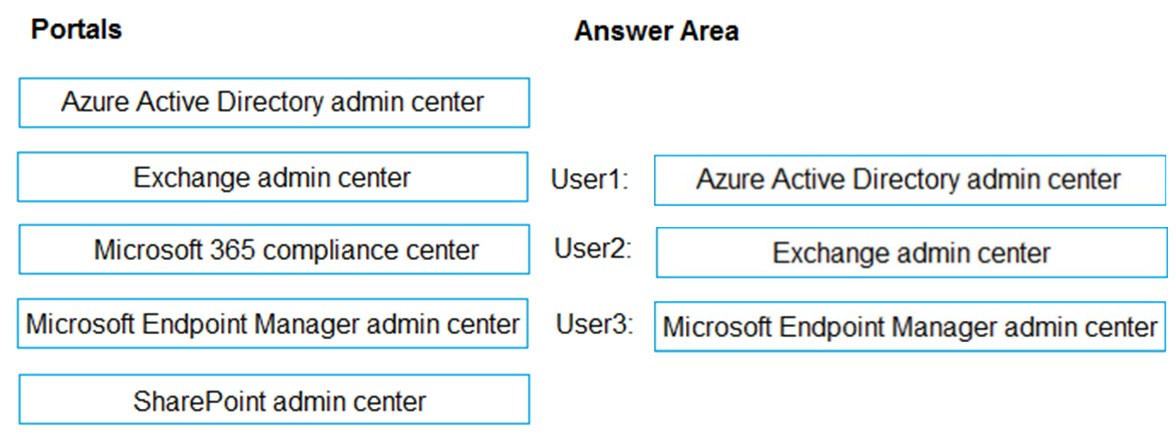 Portals
Azure Active Directory admin center
Exchange admin center
Microsoft 365 compliance center
Microsoft Endpoint Manager admin center
SharePoint admin center
Answer Area
User1: Azure Active Directory admin center
User2: Exchange admin center
User3: Microsoft Endpoint Manager admin center